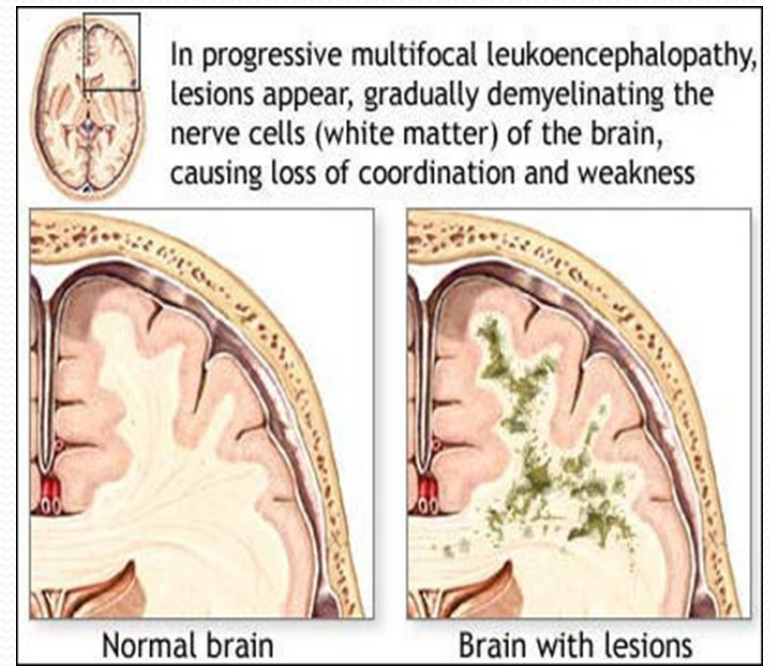 In progressive multifocal leukoencephalopathy,
lesions appear, gradually demyelinating the
nerve cells (white matter) of the brain,
causing loss of coordination and weakness
Normal brain
Brain with lesions